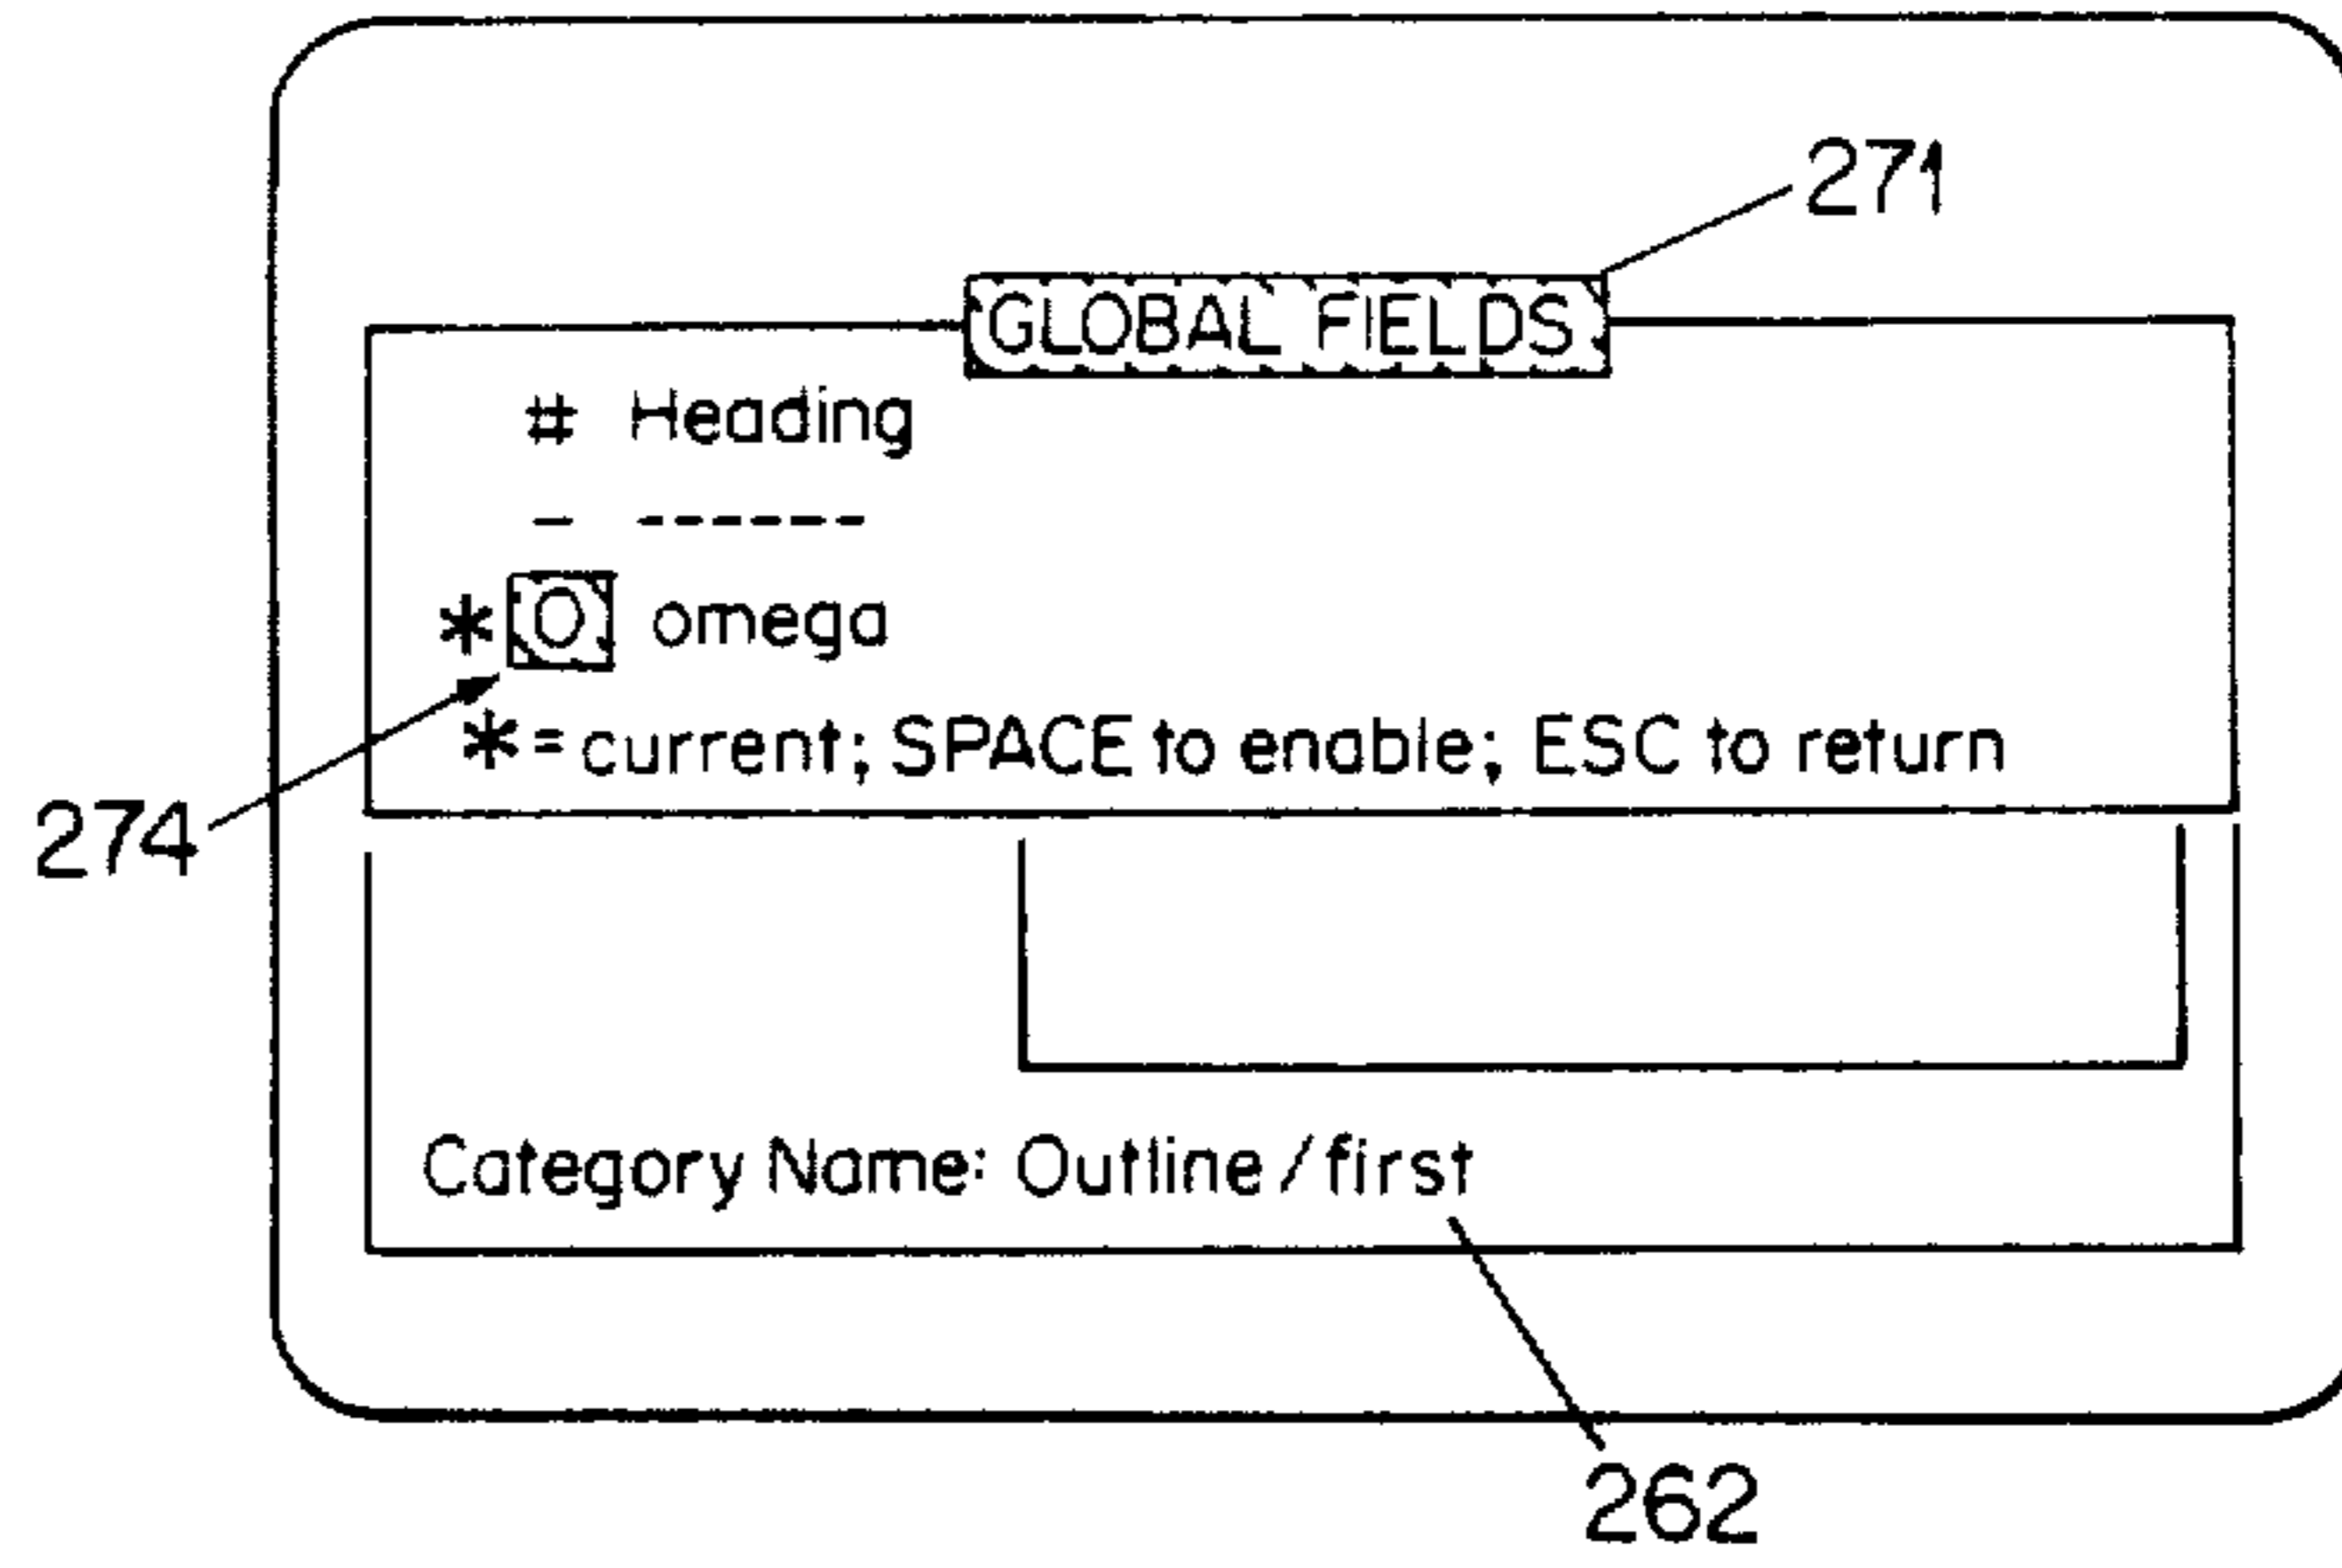 271
GLOBAL FIELDS
# Heading
- ------
* O omega
*=current; SPACE to enable; ESC to return
274
Category Name: Outline/first
262